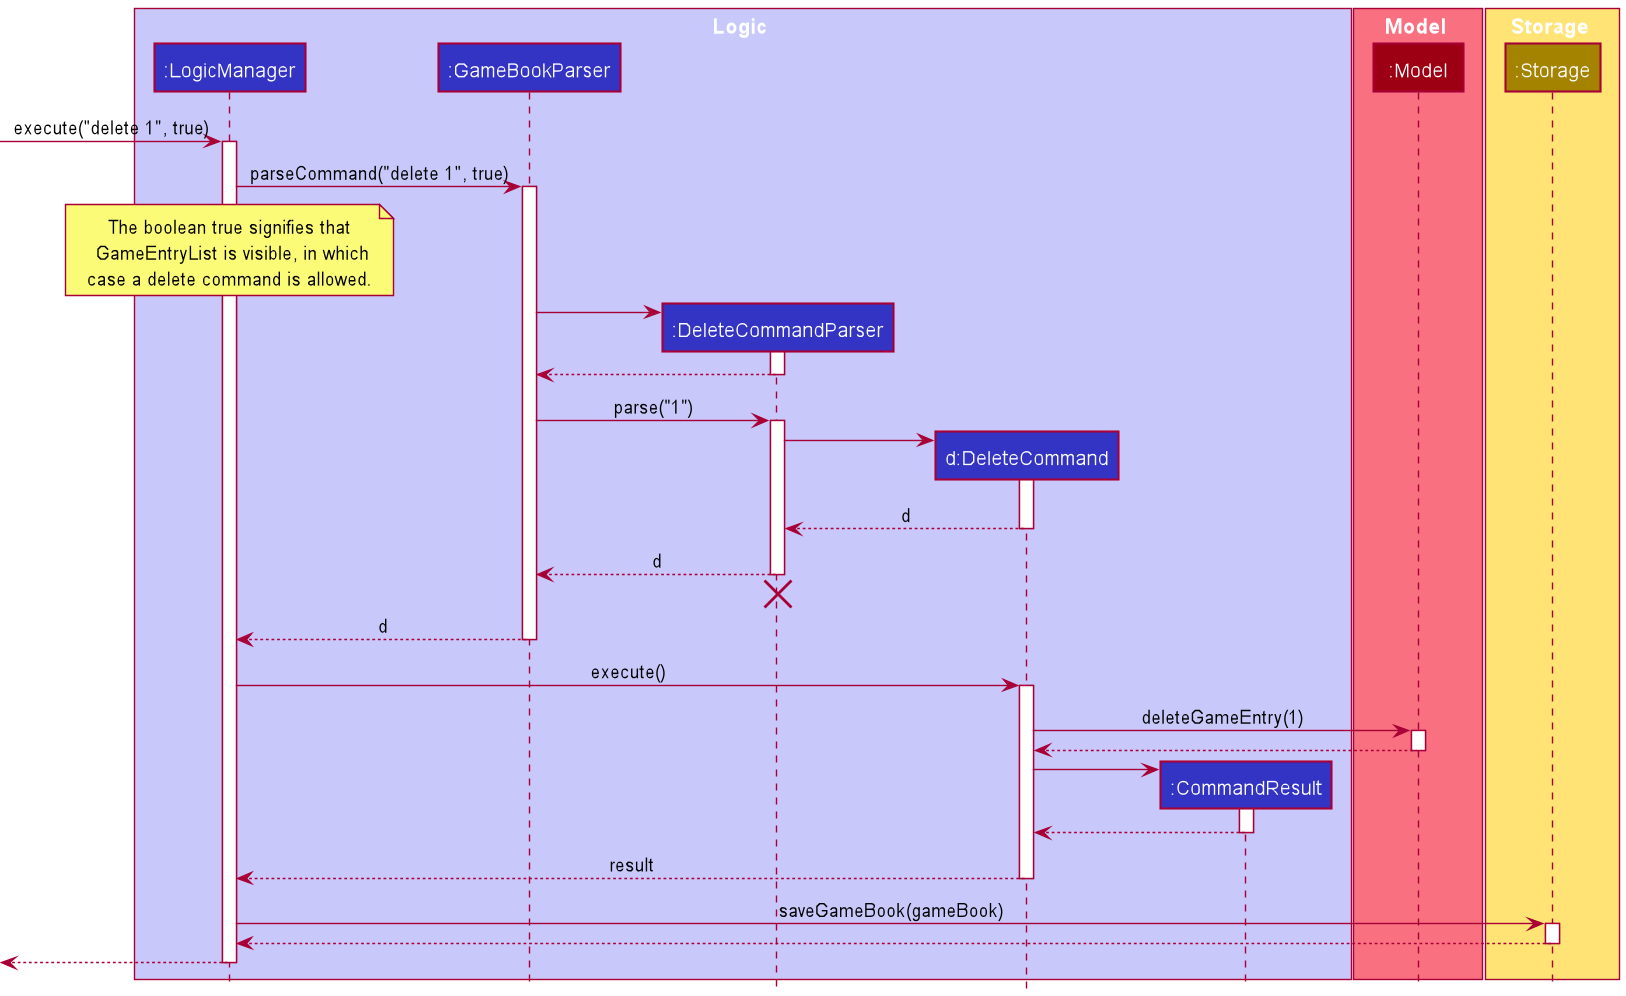 Logic
Model
Storage
:LogicManager
:GameBookParser
:Model
:Storage
execute("delete 1", true)
parseCommand("delete 1", true)
The boolean true signifies that
GameEntryList is visible, in which
case a delete command is allowed.
:DeleteCommandParser
parse("1")
d:DeleteCommand
d
d
d
execute()
deleteGameEntry(1)
:CommandResult
result
saveGameBook(gameBook)